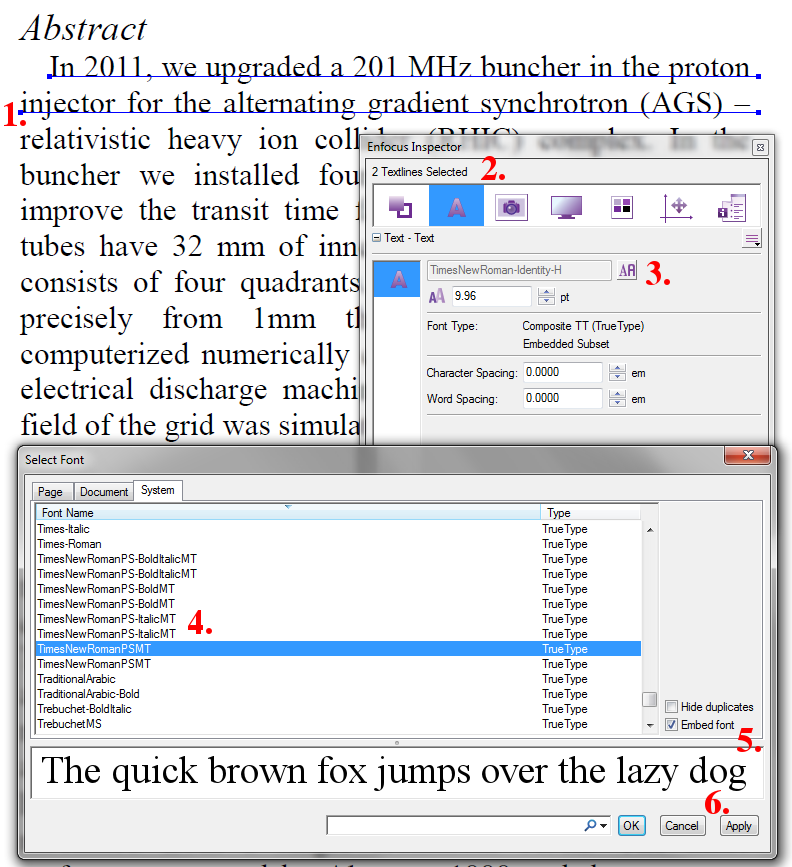 Abstract
In 2011, we upgraded a 201 MHz buncher in the proton
1.
injector for the alternating gradient synchrotron (AGS) –
relativistic heavy ion collider (RHIC) complex. In the
Enfocus Inspector
buncher we installed fou
2 Textlines Selected
2.
improve the transit time
tubes have 32 mm of inn
Text - Text
consists of four quadrants
TimesNewRoman-Identity-H
3.
9.96
pt
precisely from 1mm th
Font Type:
Composite TT (TrueType)
Embedded Subset
computerized numerically
Character Spacing:
0.0000
em
electrical discharge machi
Word Spacing:
0.0000
em
field of the grid was simula
Select Font
Page
Document
System
Font Name
Type
Times-Italic TrueType
Times-Roman TrueType
TimesNewRomanPS-BoldItalicMT TrueType
TimesNewRomanPS-BoldItalicMT TrueType
TimesNewRomanPS-BoldMT TrueType
TimesNewRomanPS-BoldMT TrueType
TimesNewRomanPS-ItalicMT TrueType
4.
TimesNewRomanPS-ItalicMT TrueType
TimesNewRomanPSMT TrueType
TimesNewRomanPSMT TrueType
TraditionalArabic TrueType
TraditionalArabic-Bold TrueType
Trebuchet-BoldItalic TrueType
TrebuchetMS TrueType
Hide duplicates
Embed font
5.
The quick brown fox jumps over the lazy dog
6.
OK
Cancel
Apply